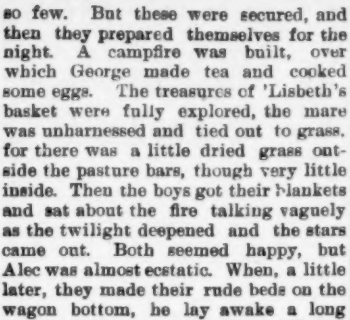 so few. But these were secured, and
then they prepared themselves for the
night. A campfire was built, over
which George made tea and cooked
some eggs. The treasures of 'Lisbeth's
basket were fully explored, the mare
was unharnessed and tied out to grass,
for there was a little dried grass out-
side the pasture bars, though very little
inside. Then the boys got their blankets
and sat about the fire talking vaguely
as the twilight deepened and the stars
came out. Both seemed happy, but
Alec was almost ecstatic. When, a little
later, they made their rude beds on the
wagon bottom, he lay awake a long